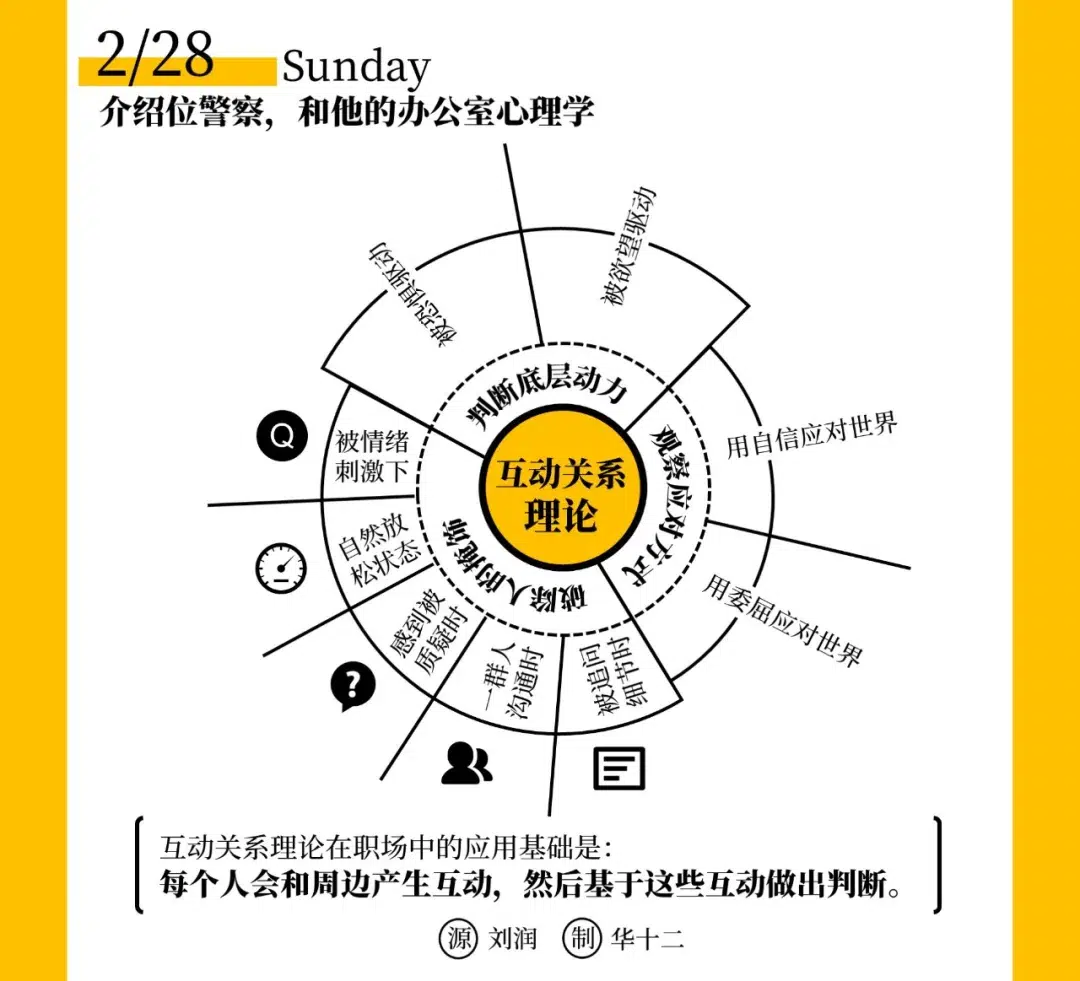 2/28 Sunday
介绍位警察，和他的办公室心理学
被恐惧驱动
被欲望驱动
判断底层动力
观察应对方式
用自信应对世界
用委屈应对世界
互动关系
理论
破除人的掩饰
Q
被情绪
刺激下
自然放
松状态
感到被
质疑时
?
一群人
沟通时
被追问
细节时
互动关系理论在职场中的应用基础是：
每个人会和周边产生互动，然后基于这些互动做出判断。
源 刘润 制 华十二